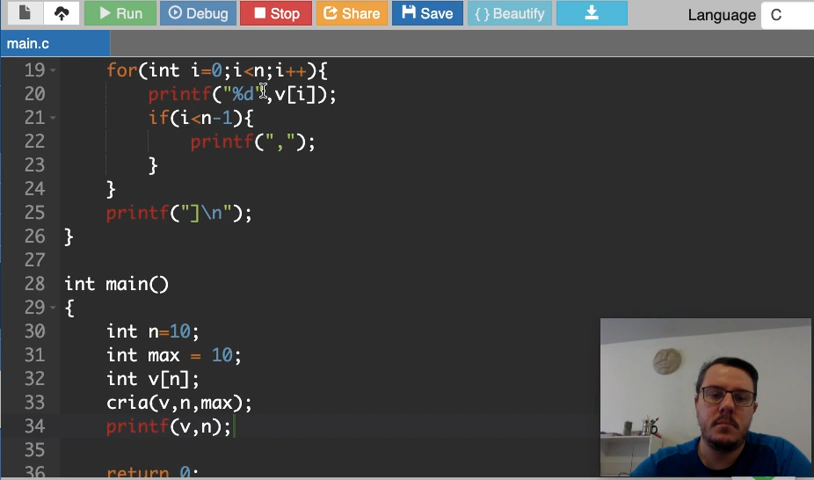 Run Debug Stop Share Save { } Beautify Language C
main.c
19 for(int i=0;i<n;i++){
20 printf("%d",v[i]);
21 if(i<n-1){
22 printf(",");
23 }
24 }
25 printf("]\n");
26 }
27
28 int main()
29 {
30 int n=10;
31 int max = 10;
32 int v[n];
33 cria(v,n,max);
34 printf(v,n);
35
36 return 0;